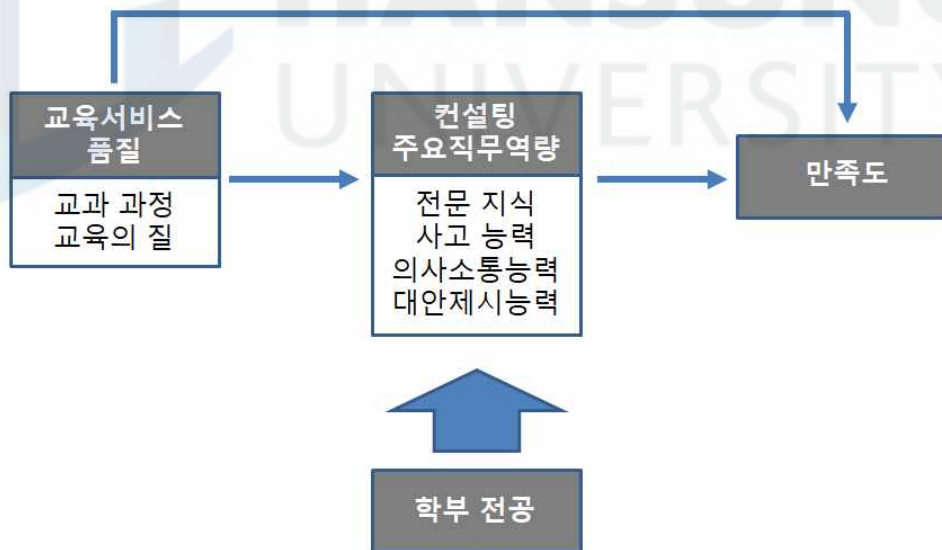 HANSUNG
UNIVERSITY
교육서비스
품질
교과 과정
교육의 질
컨설팅
주요직무역량
전문 지식
사고 능력
의사소통능력
대안제시능력
만족도
학부 전공